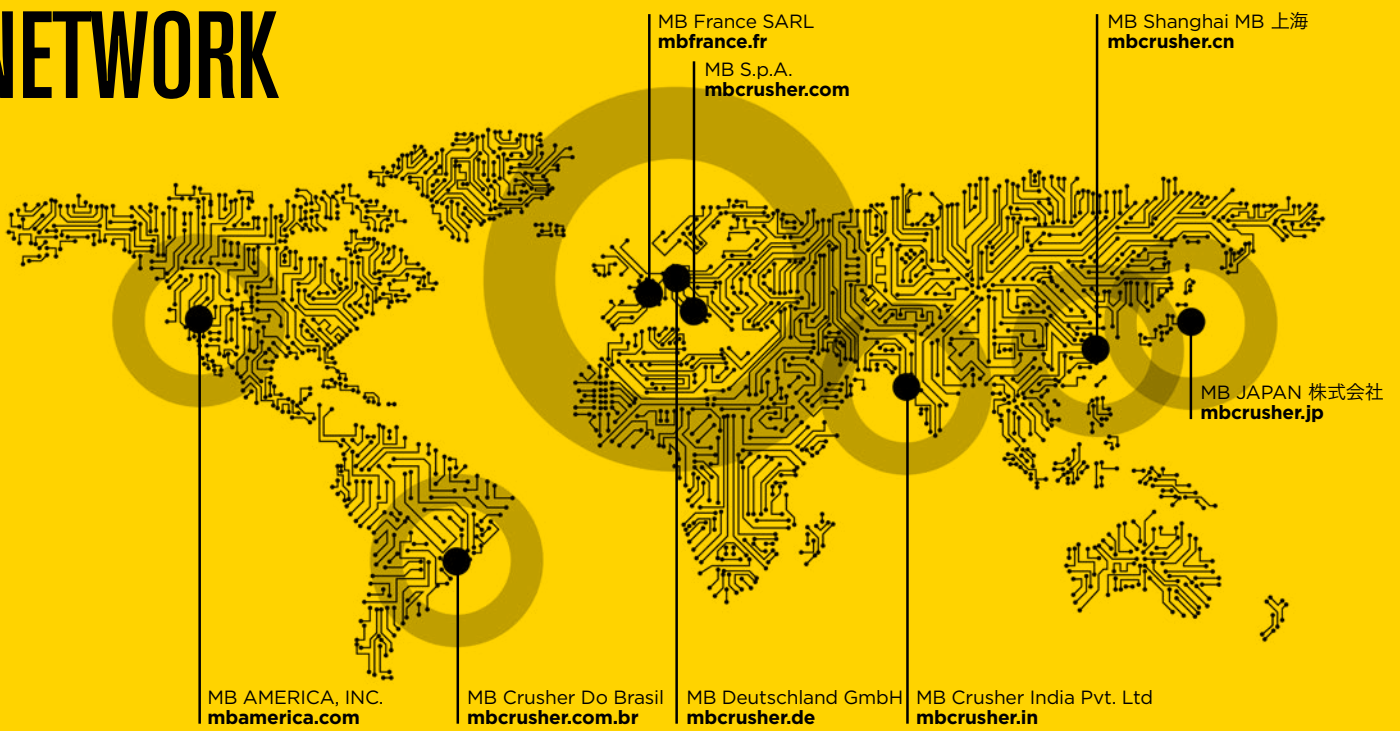 NETWORK
MB France SARL
mbfrance.fr
MB S.p.A.
mbcrusher.com
MB Shanghai MB 上海
mbcrusher.cn
MB JAPAN 株式会社
mbcrusher.jp
MB AMERICA, INC.
mbamerica.com
MB Crusher Do Brasil
mbcrusher.com.br
MB Deutschland GmbH
mbcrusher.de
MB Crusher India Pvt. Ltd
mbcrusher.in